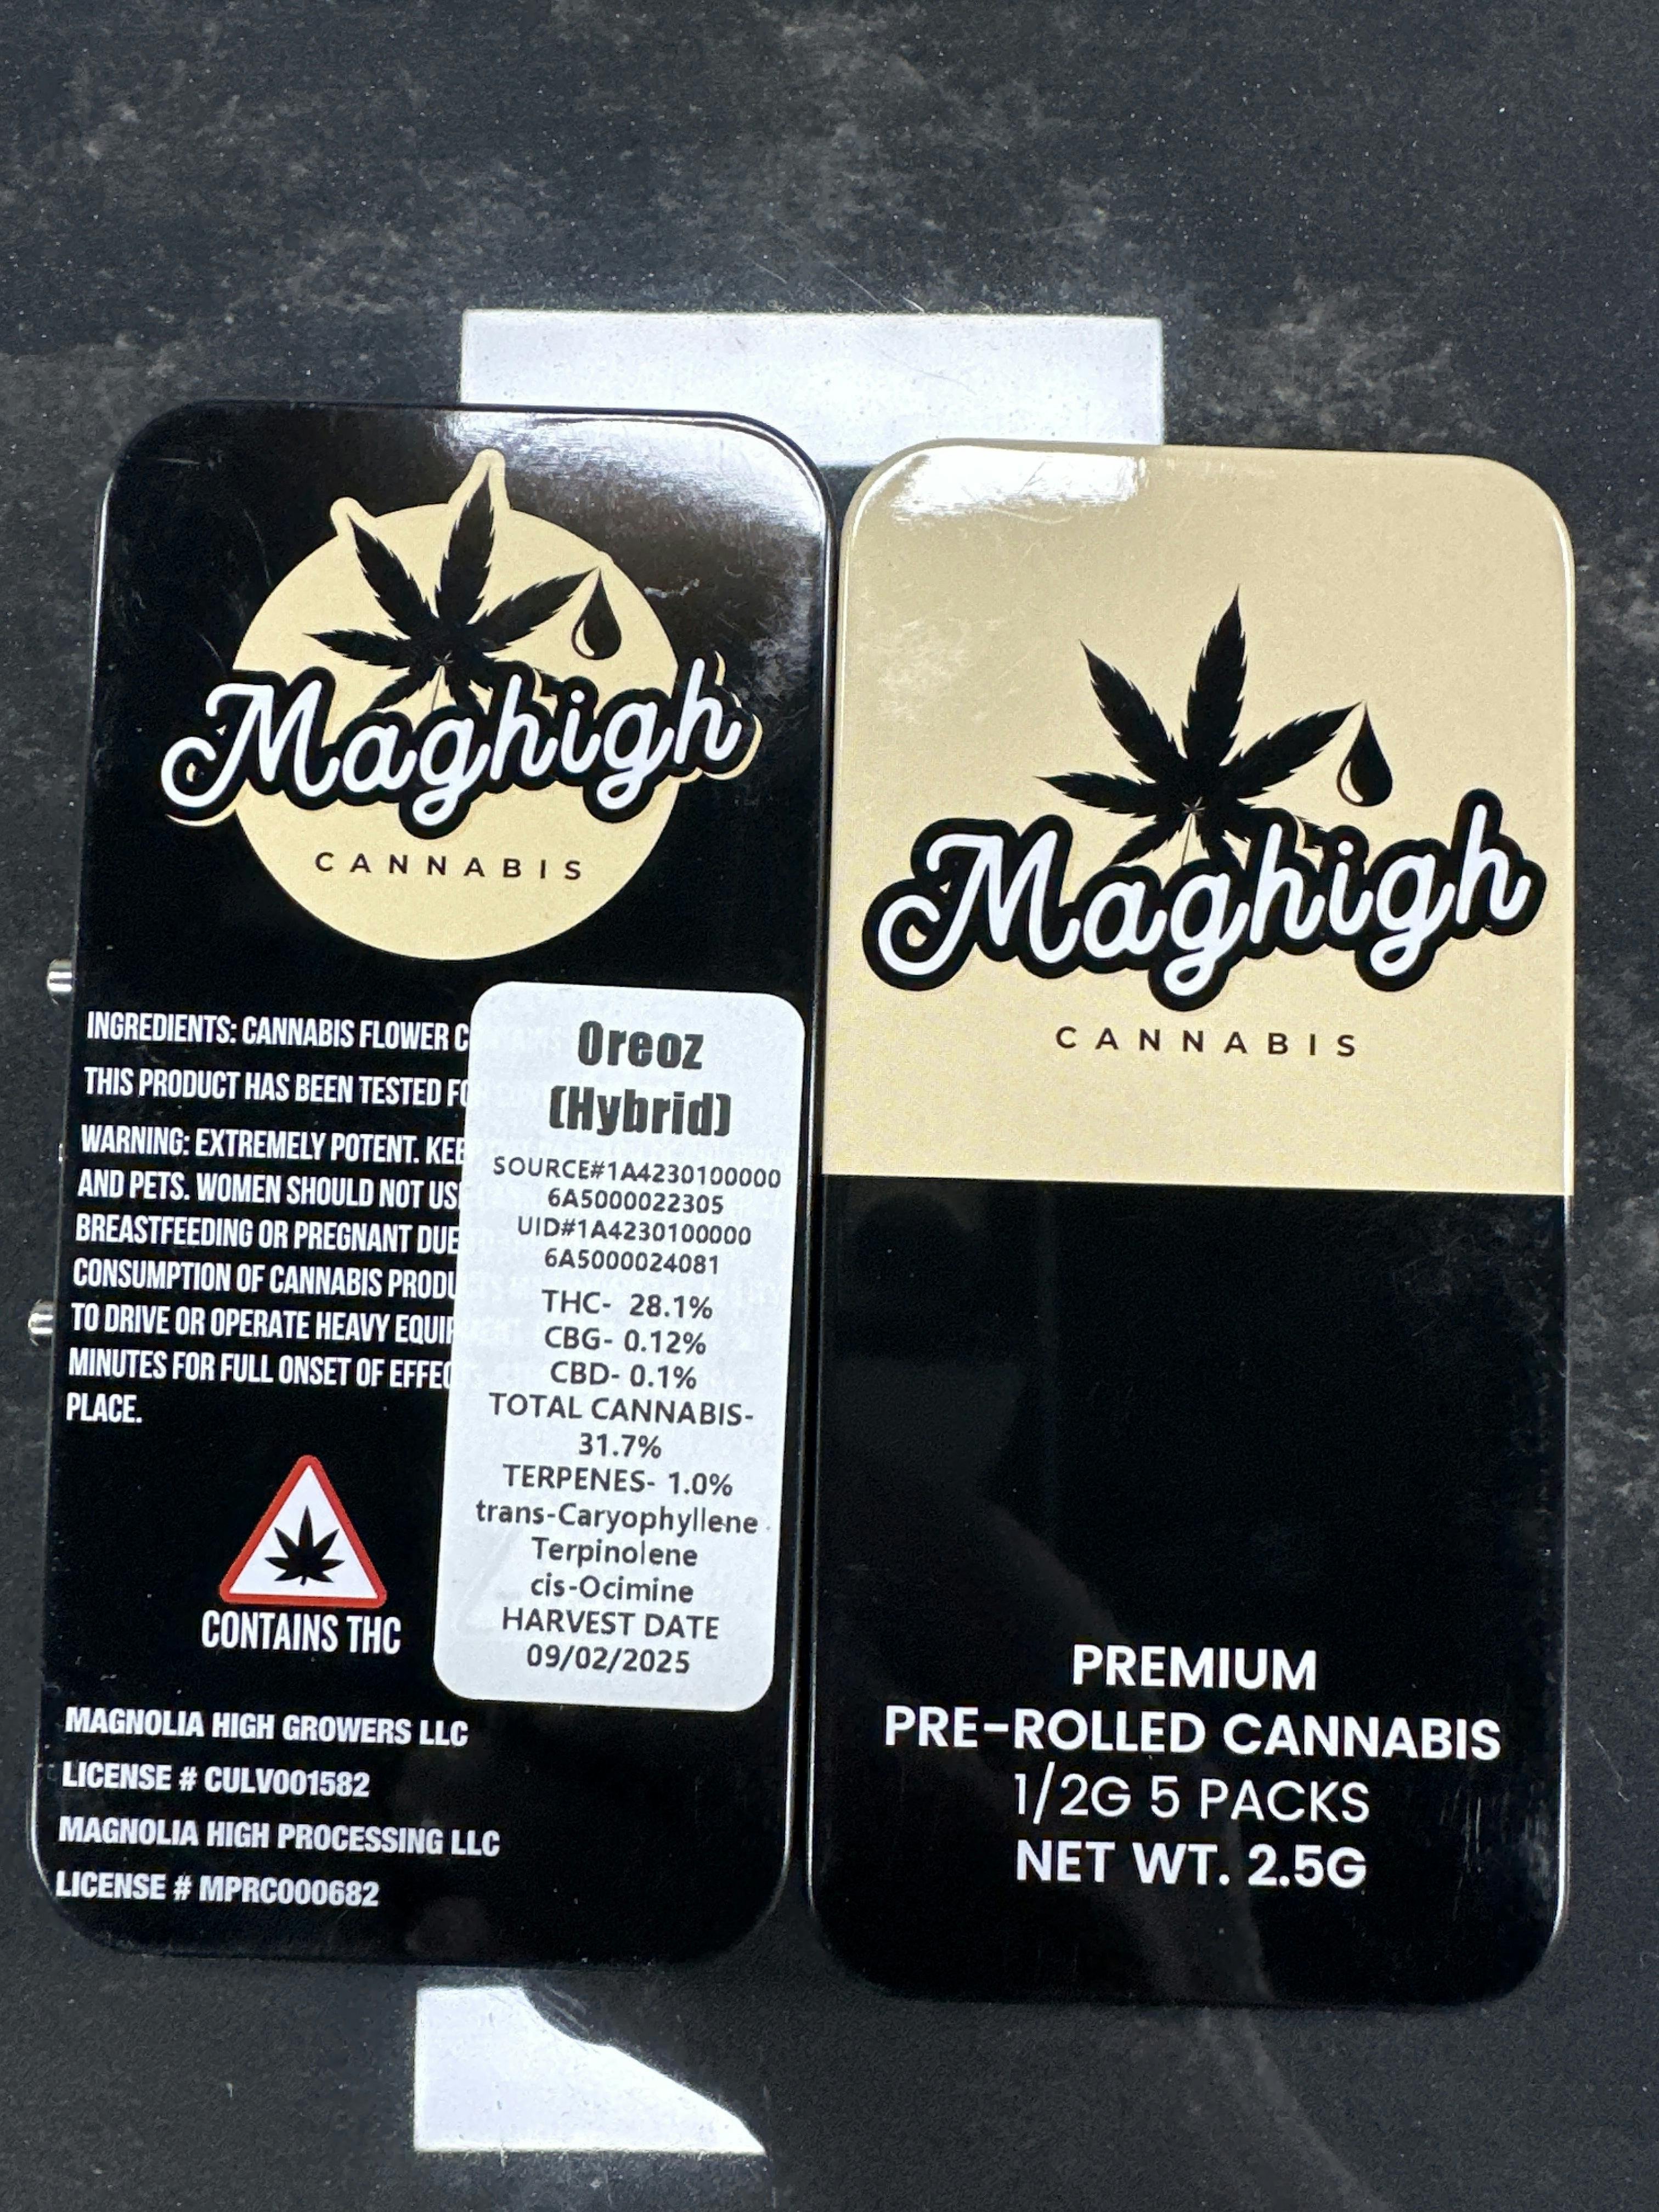 Maghigh
CANNABIS
INGREDIENTS: CANNABIS FLOWER
THIS PRODUCT HAS BEEN TESTED
WARNING: EXTREMELY POTENT.
AND PETS. WOMEN SHOULD NOT
BREASTFEEDING OR PREGNANT DUE
CONSUMPTION OF CANNABIS
TO DRIVE OR OPERATE HEAVY
MINUTES FOR FULL ONSET OF
PLACE.
CONTAINS THC
MAGNOLIA HIGH GROWERS LLC
LICENSE # CULV001582
MAGNOLIA HIGH PROCESSING LLC
LICENSE # MPRC000682
Oreoz
(Hybrid)
SOURCE#1A4230100000
6A5000022305
UID#1A4230100000
6A5000024081
THC- 28.1%
CBG- 0.12%
CBD- 0.1%
TOTAL CANNABIS-
31.7%
TERPENES- 1.0%
trans-Caryophyllene
Terpinolene
cis-Ocimine
HARVEST DATE
09/02/2025
Maghigh
CANNABIS
PREMIUM
PRE-ROLLED CANNABIS
1/2G 5 PACKS
NET WT. 2.5G